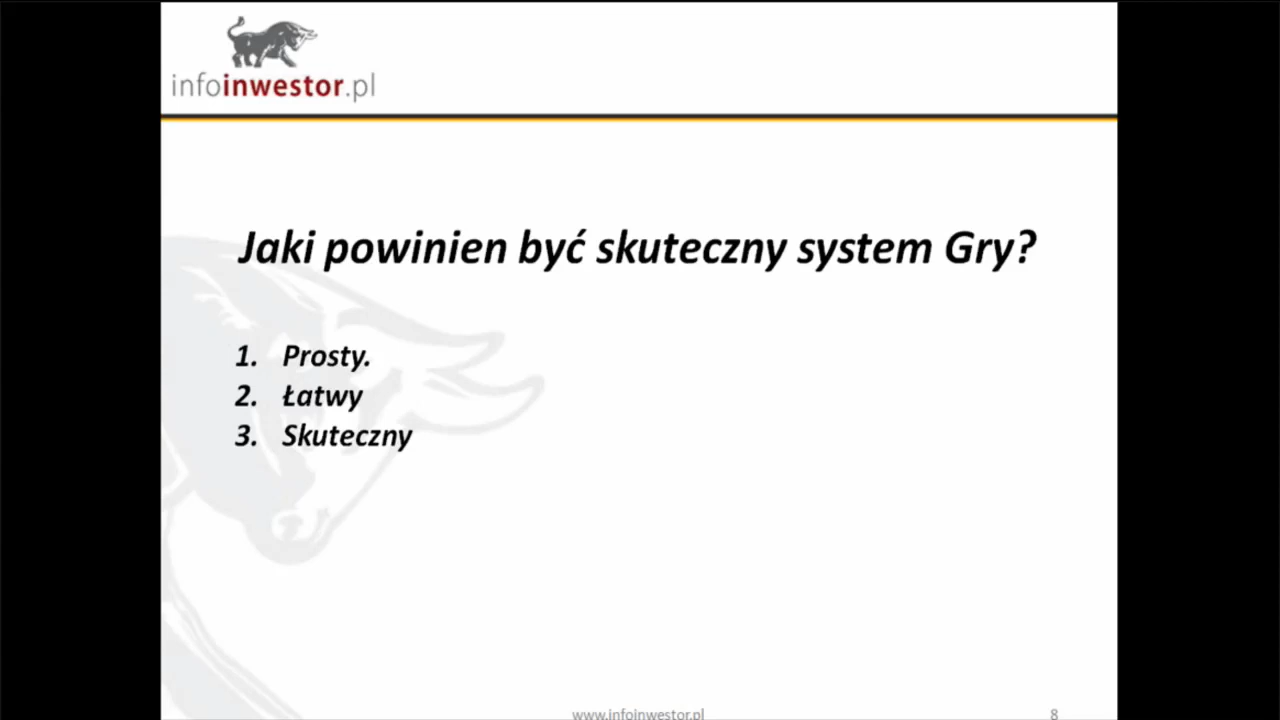 infoinwestor.pl
Jaki powinien być skuteczny system Gry?
1. Prosty.
2. Łatwy
3. Skuteczny
www.infoinwestor.pl
8